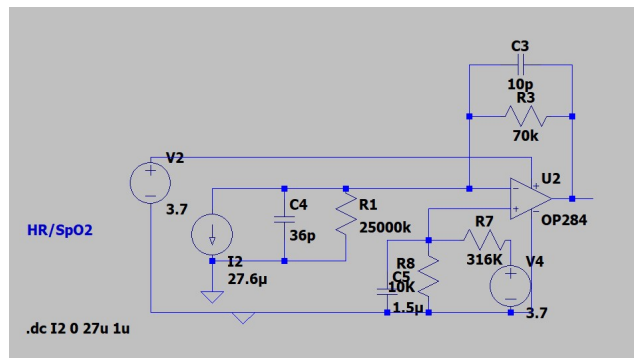 C3
10p
R3
70k
V2
U2
C4
R1
OP284
3.7
36p
25000k
R7
HR/SpO2
I2
R8
316K
V4
27.6µ
C5
10K
1.5µ
3.7
.dc I2 0 27u 1u